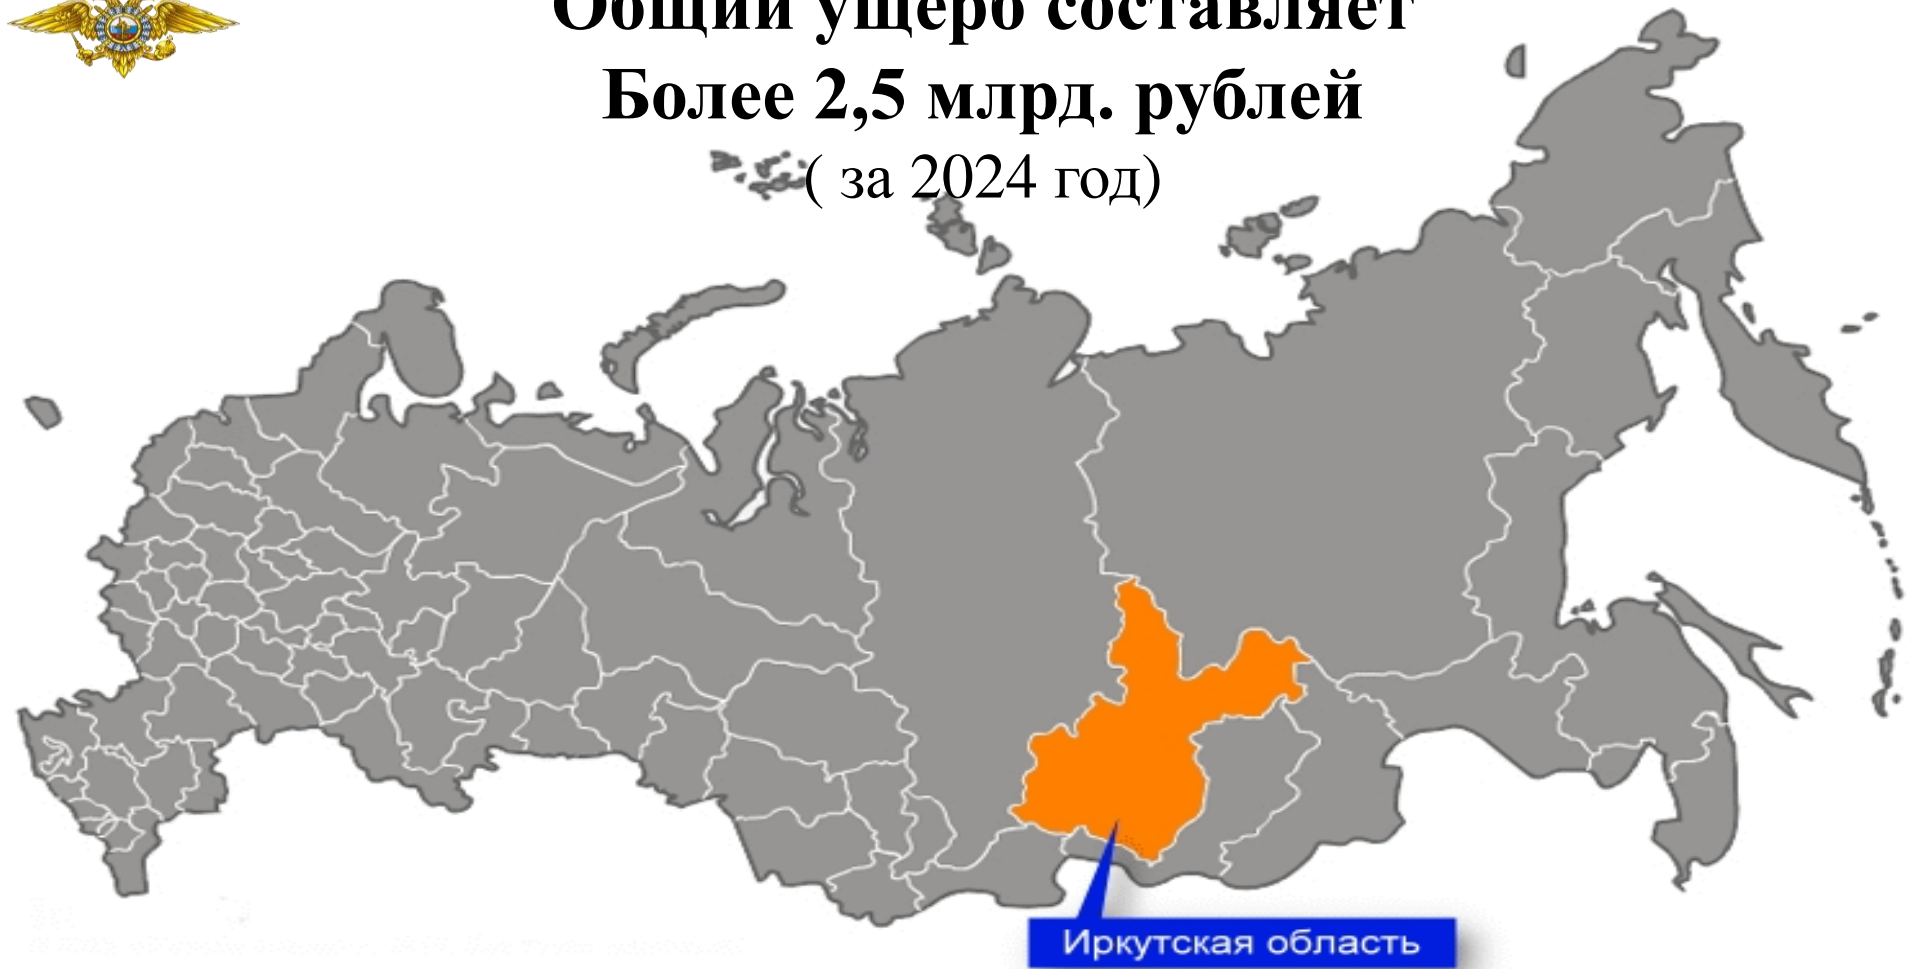 Общий ущерб составляет
Более 2,5 млрд. рублей
( за 2024 год)
Иркутская область